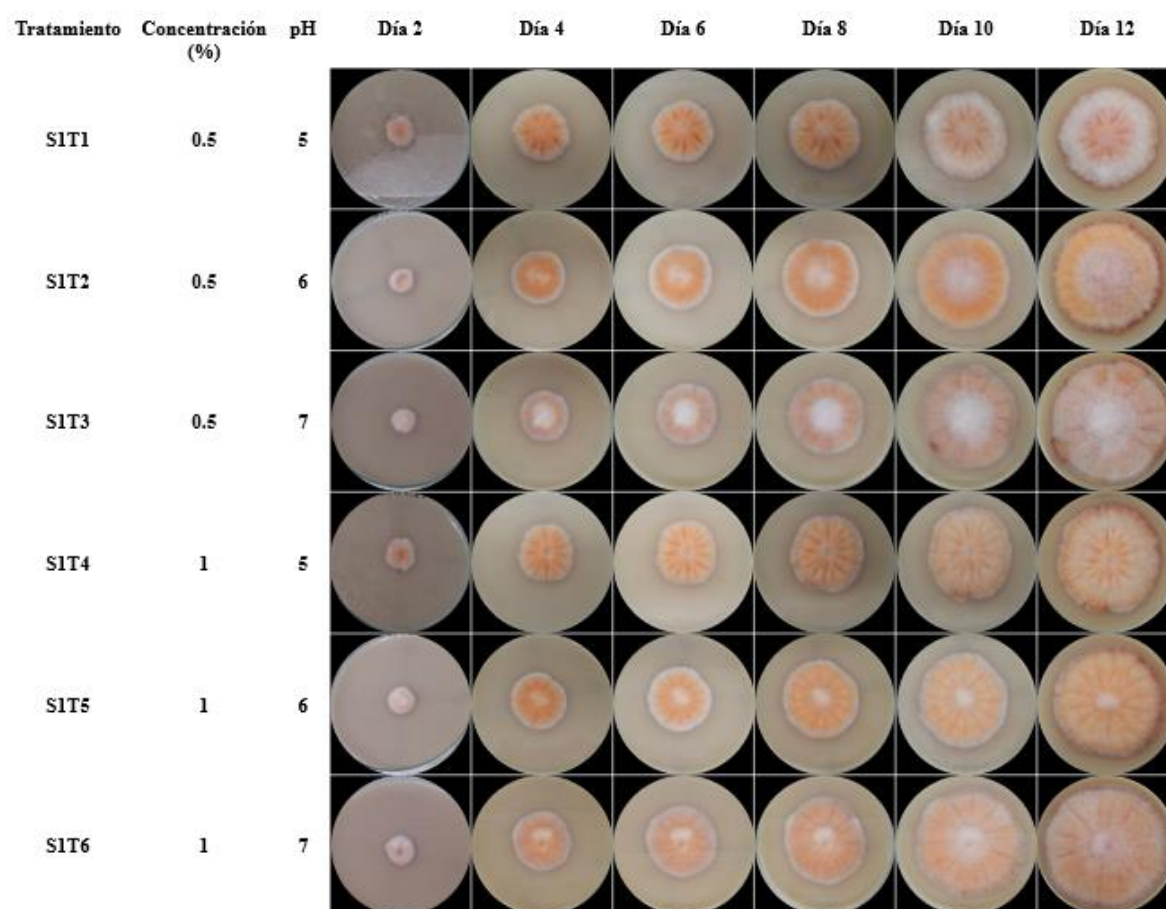 Tratamiento Concentración (%) pH Día 2 Día 4 Día 6 Día 8 Día 10 Día 12
S1T1 0.5 5
S1T2 0.5 6
S1T3 0.5 7
S1T4 1 5
S1T5 1 6
S1T6 1 7